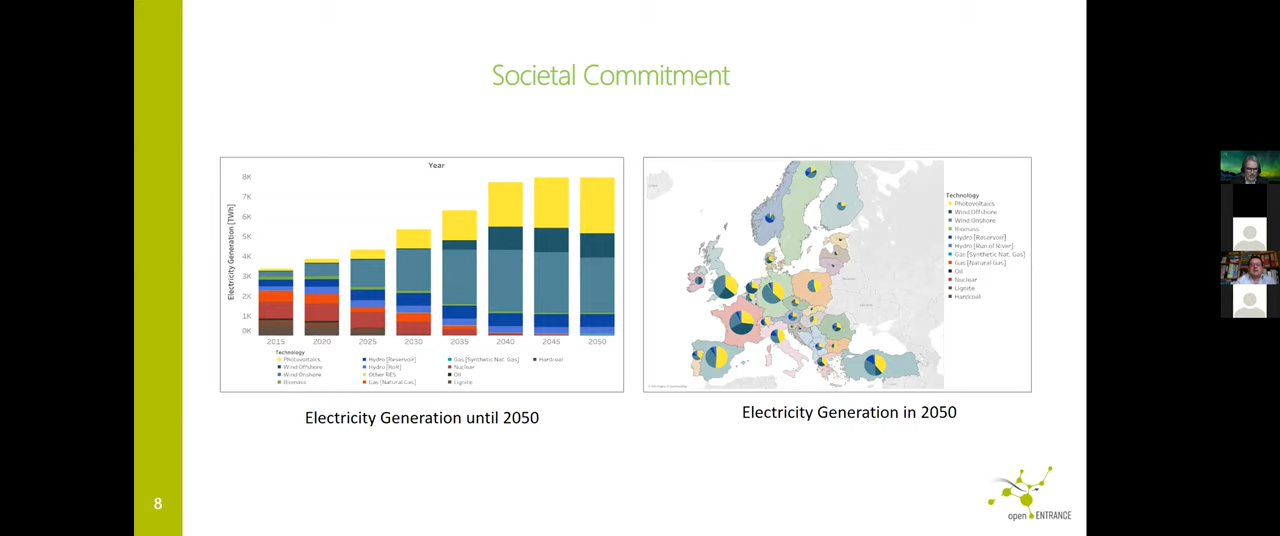 Societal Commitment
Year
Electricity Generation [TWh]
8K
7K
6K
5K
4K
3K
2K
1K
0K
2015 2020 2025 2030 2035 2040 2045 2050
Technology
Photovoltaics Hydro [Reservoir] Gas [Synthetic Nat. Gas] Hardcoal
Wind Offshore Hydro [RoR] Nuclear
Wind Onshore Other RES Oil
Biomass Gas [Natural Gas] Lignite
Technology
Photovoltaics
Wind Offshore
Wind Onshore
Biomass
Hydro [Reservoir]
Hydro [Run of River]
Gas [Synthetic Nat. Gas]
Gas [Natural Gas]
Oil
Nuclear
Lignite
Hardcoal
Electricity Generation until 2050
Electricity Generation in 2050
8
open ENTRANCE